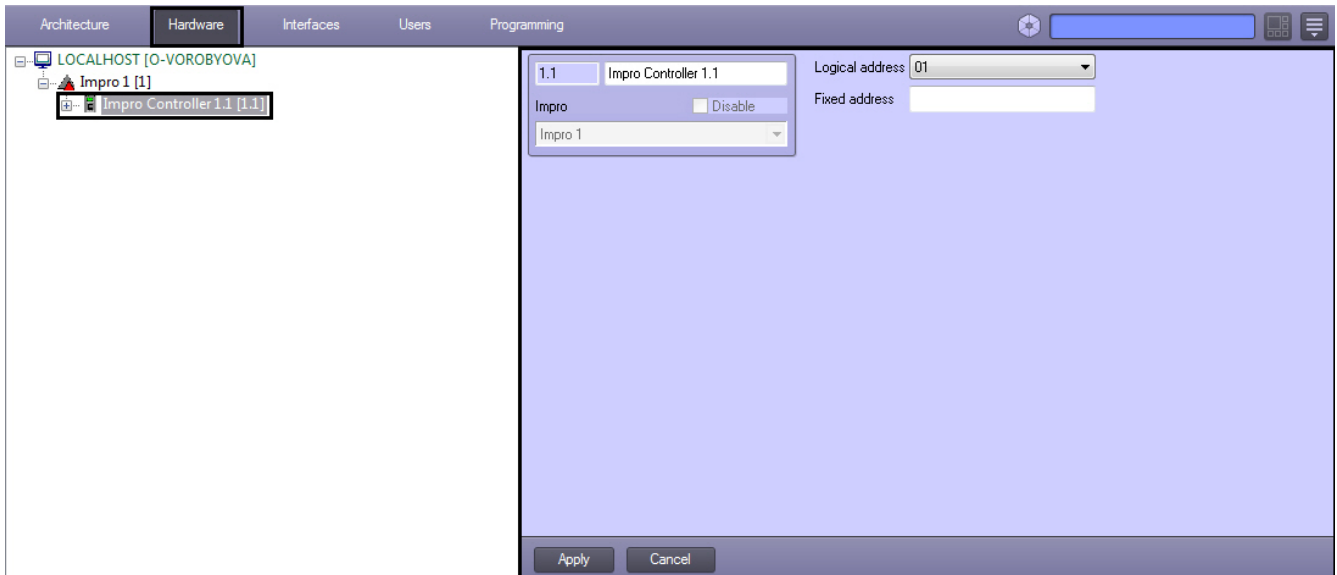 Architecture Hardware Interfaces Users Programming
LOCALHOST [O-VOROBYOVA]
Impro 1 [1]
Impro Controller 1.1 [1.1]
1.1 Impro Controller 1.1
Impro Disable
Impro 1
Logical address 01
Fixed address
Apply Cancel